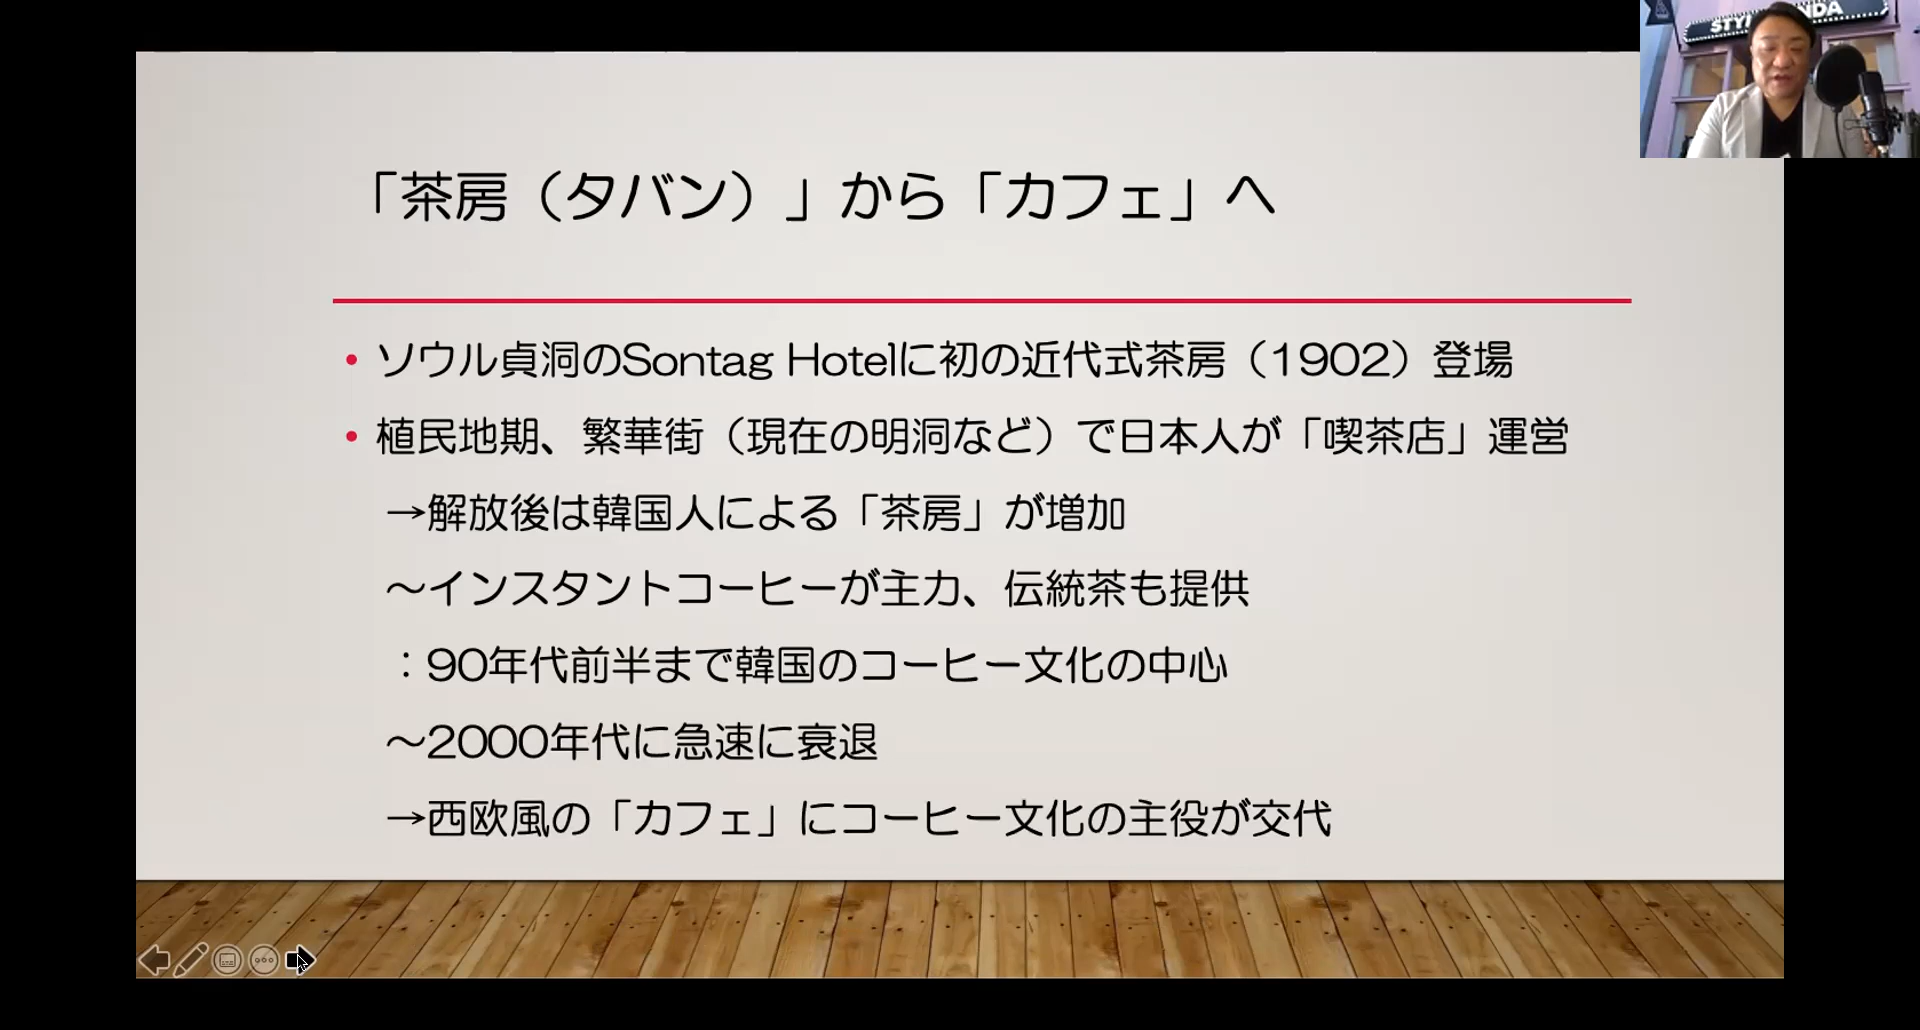 「茶房（タバン）」から「カフェ」へ
• ソウル貞洞のSontag Hotelに初の近代式茶房（1902）登場
• 植民地期、繁華街（現在の明洞など）で日本人が「喫茶店」運営
→解放後は韓国人による「茶房」が増加
～インスタントコーヒーが主力、伝統茶も提供
：90年代前半まで韓国のコーヒー文化の中心
～2000年代に急速に衰退
→西欧風の「カフェ」にコーヒー文化の主役が交代